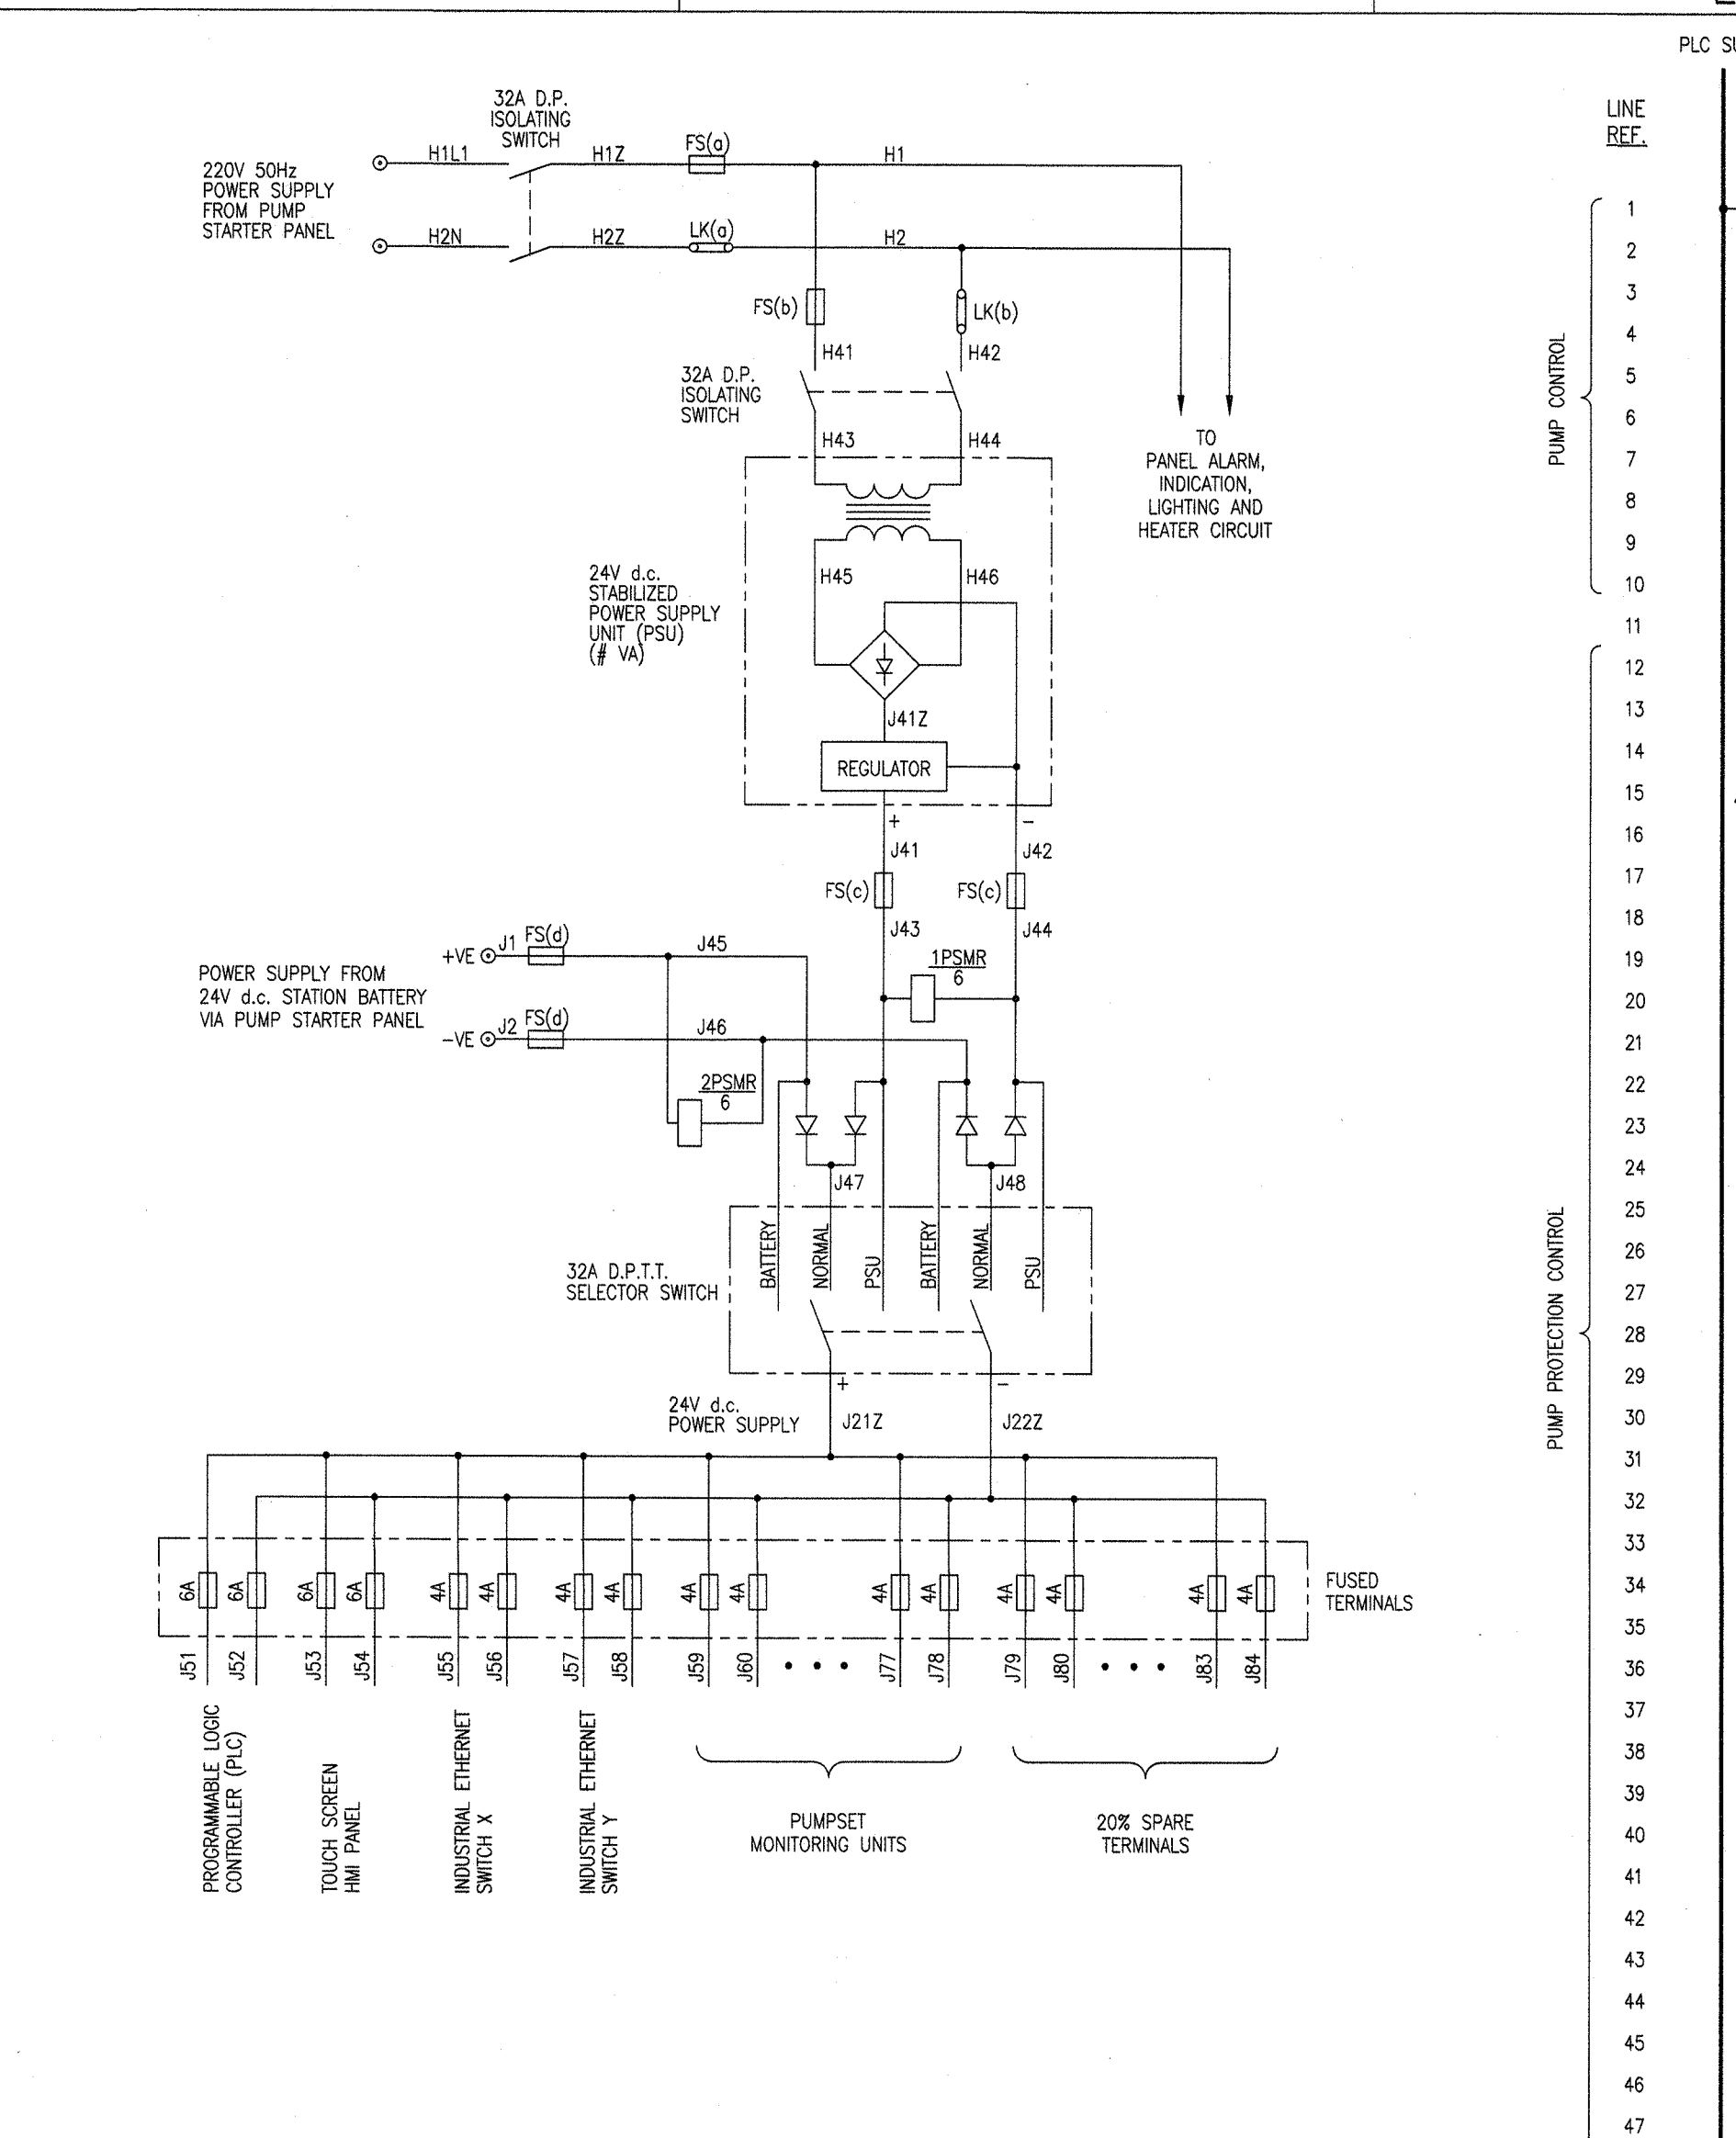 PLC SU
LINE
REF.
32A D.P.
ISOLATING
SWITCH
220V 50Hz
POWER SUPPLY
FROM PUMP
STARTER PANEL
H1L1
H1Z
FS(a)
H1
H2N
H2Z
LK(a)
H2
FS(b)
LK(b)
H41
H42
32A D.P.
ISOLATING
SWITCH
H43
H44
TO
PANEL ALARM,
INDICATION,
LIGHTING AND
HEATER CIRCUIT
24V d.c.
STABILIZED
POWER SUPPLY
UNIT (PSU)
(# VA)
H45
H46
J41Z
REGULATOR
+
−
J41
J42
FS(c)
FS(c)
J43
J44
POWER SUPPLY FROM
24V d.c. STATION BATTERY
VIA PUMP STARTER PANEL
+VE
J1
FS(d)
J45
1PSMR
6
−VE
J2
FS(d)
J46
2PSMR
6
J47
J48
32A D.P.T.T.
SELECTOR SWITCH
BATTERY
NORMAL
PSU
BATTERY
NORMAL
PSU
+
−
24V d.c.
POWER SUPPLY
J21Z
J22Z
6A
6A
6A
6A
4A
4A
4A
4A
4A
4A
4A
4A
4A
4A
4A
4A
FUSED
TERMINALS
J51
J52
J53
J54
J55
J56
J57
J58
J59
J60
• • •
J77
J78
J79
J80
• • •
J83
J84
PROGRAMMABLE LOGIC
CONTROLLER (PLC)
TOUCH SCREEN
HMI PANEL
INDUSTRIAL ETHERNET
SWITCH X
INDUSTRIAL ETHERNET
SWITCH Y
PUMPSET
MONITORING UNITS
20% SPARE
TERMINALS
PUMP CONTROL
PUMP PROTECTION CONTROL
1
2
3
4
5
6
7
8
9
10
11
12
13
14
15
16
17
18
19
20
21
22
23
24
25
26
27
28
29
30
31
32
33
34
35
36
37
38
39
40
41
42
43
44
45
46
47